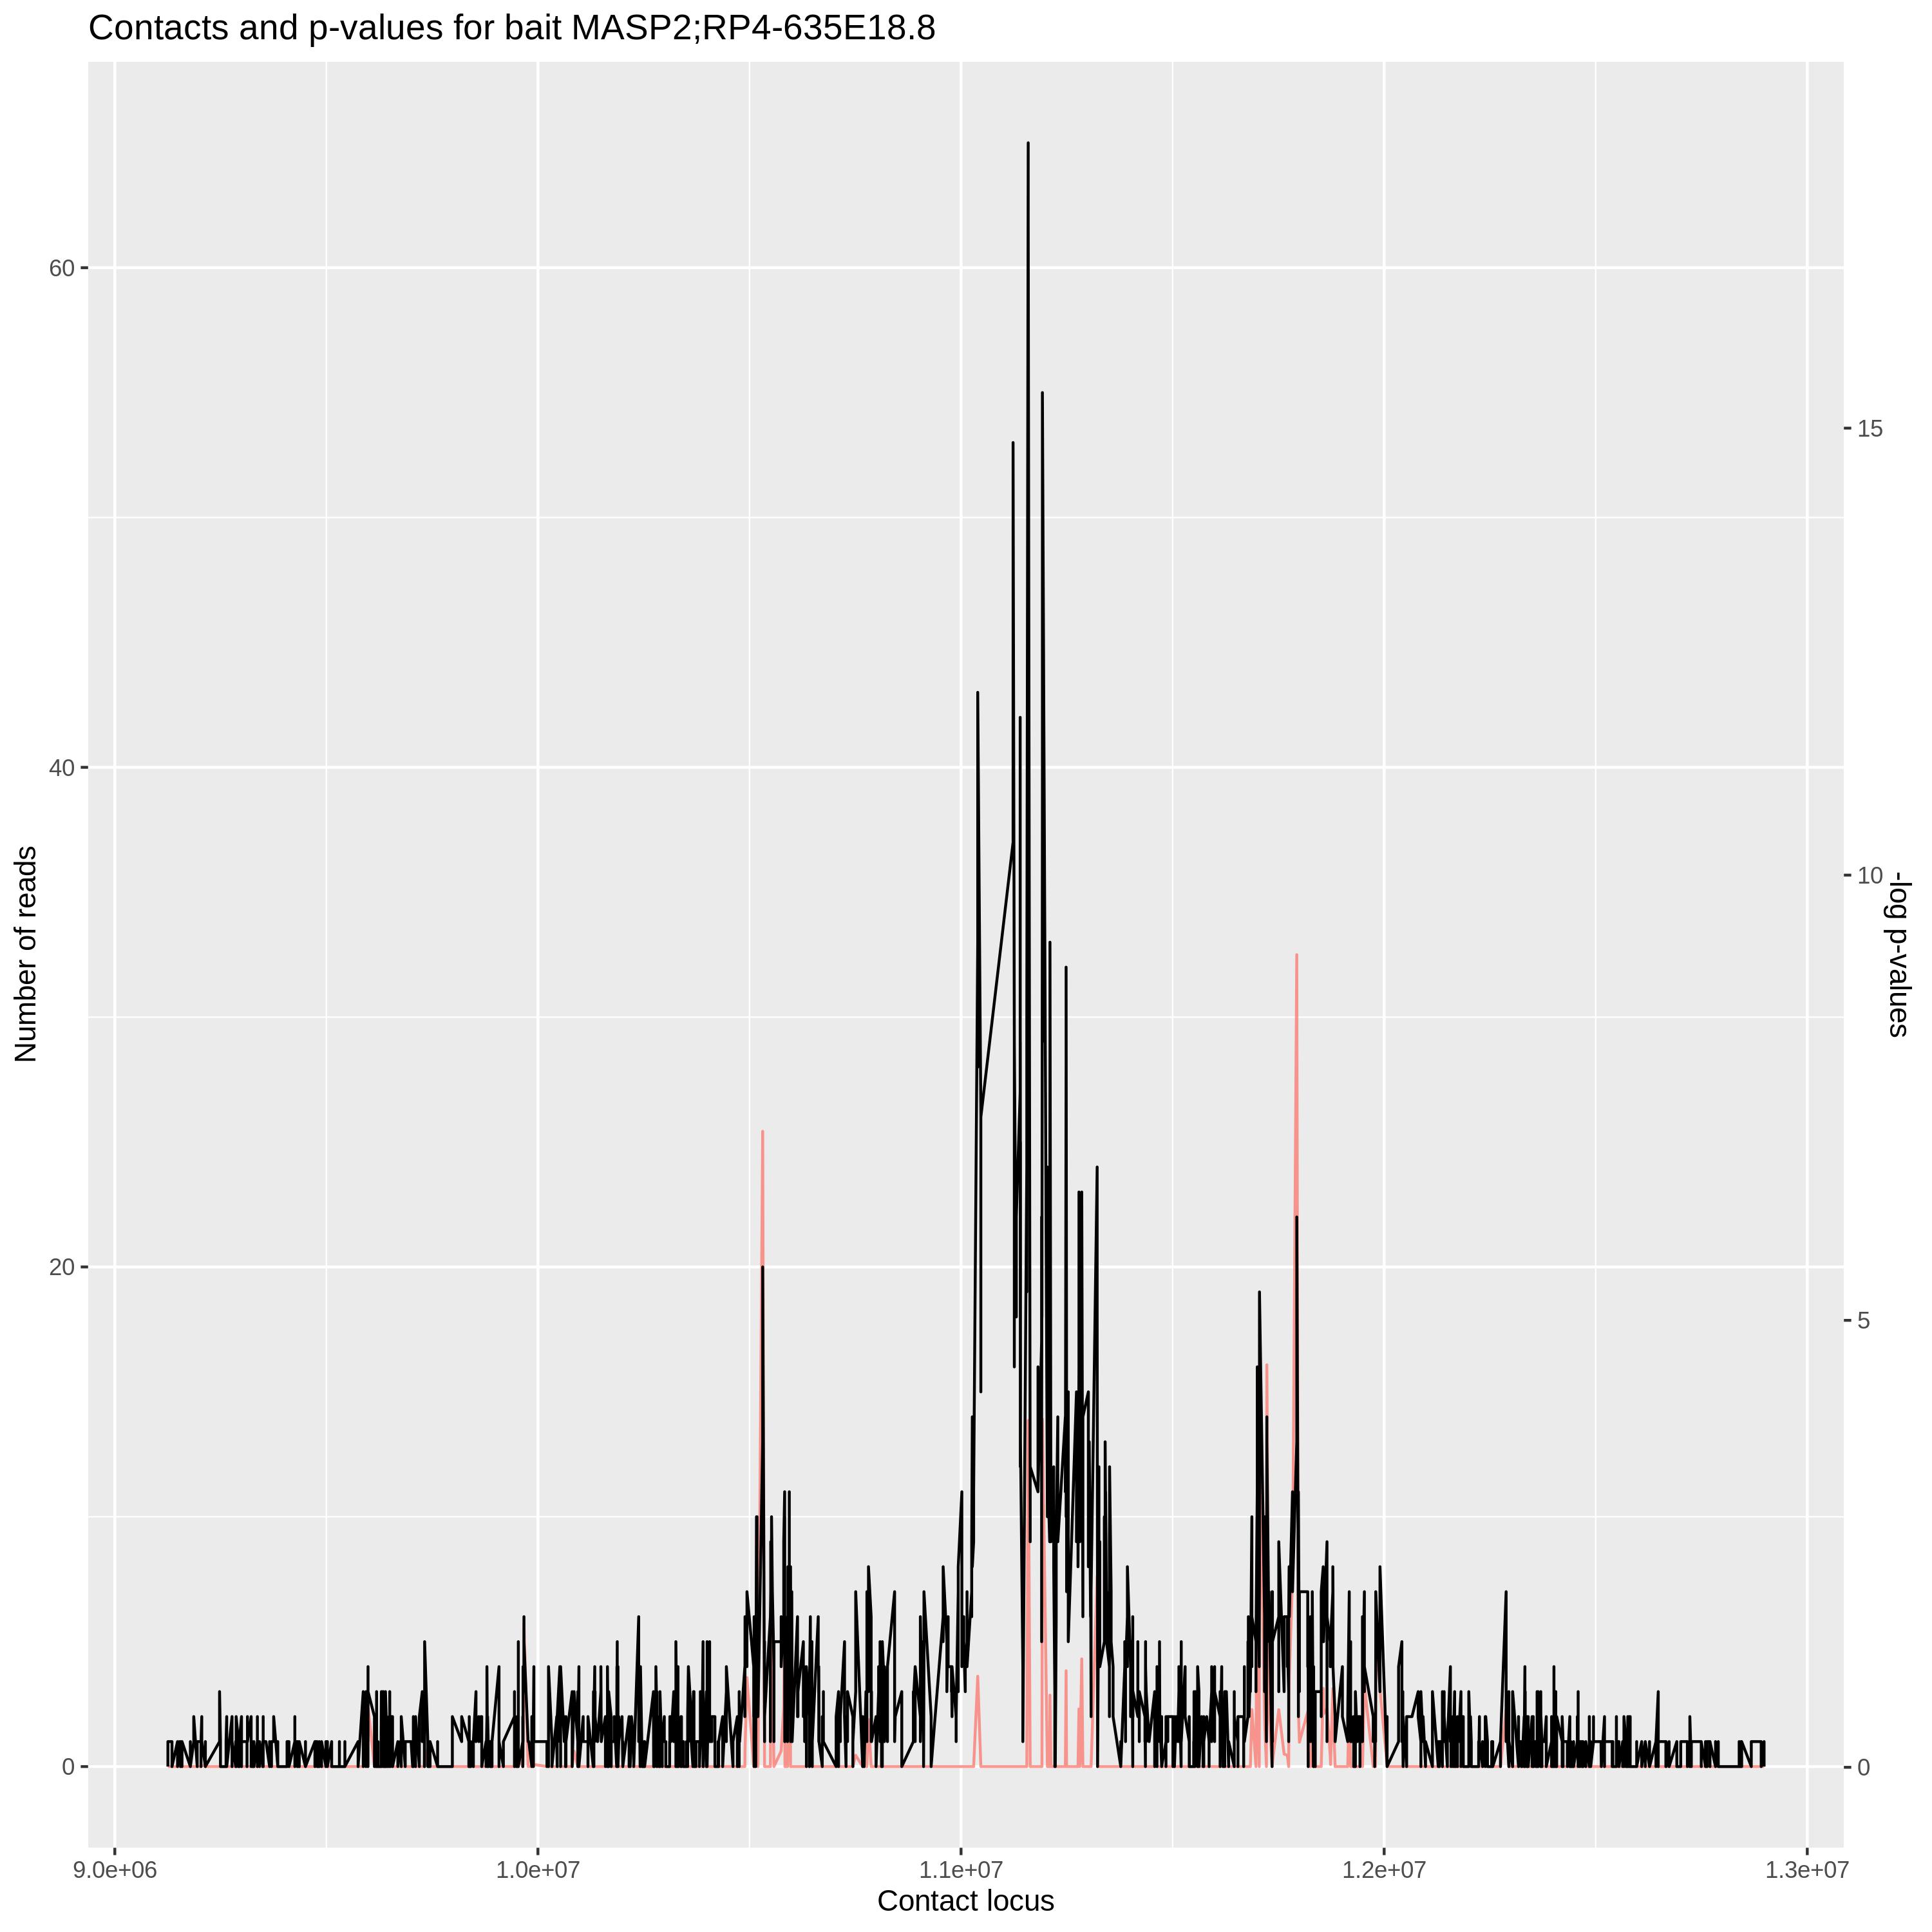 Contacts and p-values for bait MASP2;RP4-635E18.8
60
40
20
0
15
10
5
0
Number of reads
-log p-values
9.0e+06
1.0e+07
1.1e+07
1.2e+07
1.3e+07
Contact locus